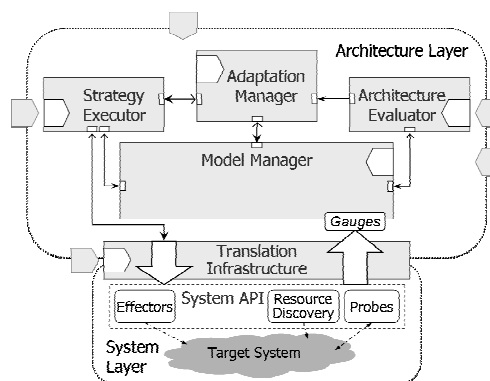 Architecture Layer
Strategy
Executor
Adaptation
Manager
Architecture
Evaluator
Model Manager
Gauges
Translation
Infrastructure
System API
Effectors
Resource
Discovery
Probes
System
Layer
Target System